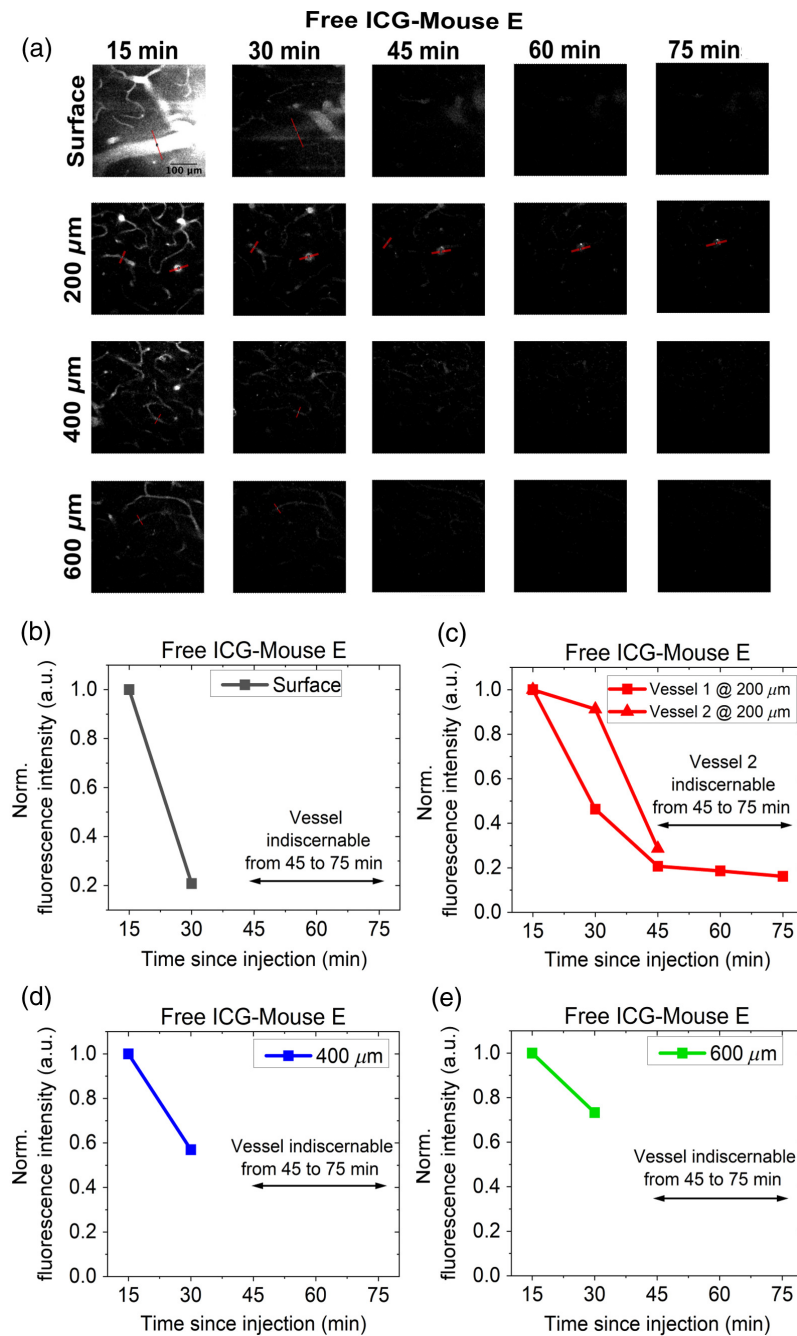 Free ICG-Mouse E
(a)
15 min 30 min 45 min 60 min 75 min
Surface
100 µm
200 µm
400 µm
600 µm
(b)
Free ICG-Mouse E
Surface
Norm.
fluorescence intensity (a.u.)
1.0
0.8
0.6
0.4
0.2
Vessel
indiscernable
from 45 to 75 min
15 30 45 60 75
Time since injection (min)
(c)
Free ICG-Mouse E
Vessel 1 @ 200 µm
Vessel 2 @ 200 µm
Norm.
fluorescence intensity (a.u.)
1.0
0.8
0.6
0.4
0.2
0.0
Vessel 2
indiscernable
from 45 to 75 min
15 30 45 60 75
Time since injection (min)
(d)
Free ICG-Mouse E
400 µm
Norm.
fluorescence intensity (a.u.)
1.0
0.8
0.6
0.4
0.2
0.0
Vessel indiscernable
from 45 to 75 min
15 30 45 60 75
Time since injection (min)
(e)
Free ICG-Mouse E
600 µm
Norm.
fluorescence intensity (a.u.)
1.0
0.8
0.6
0.4
0.2
0.0
Vessel indiscernable
from 45 to 75 min
15 30 45 60 75
Time since injection (min)